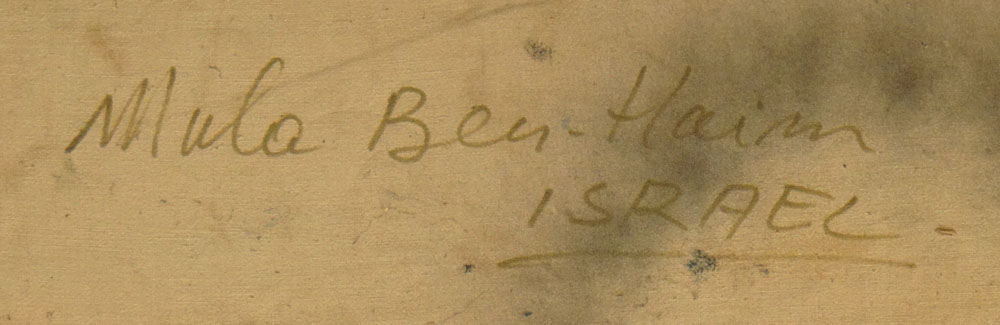 Mula Ben-Haim
ISRAEL-